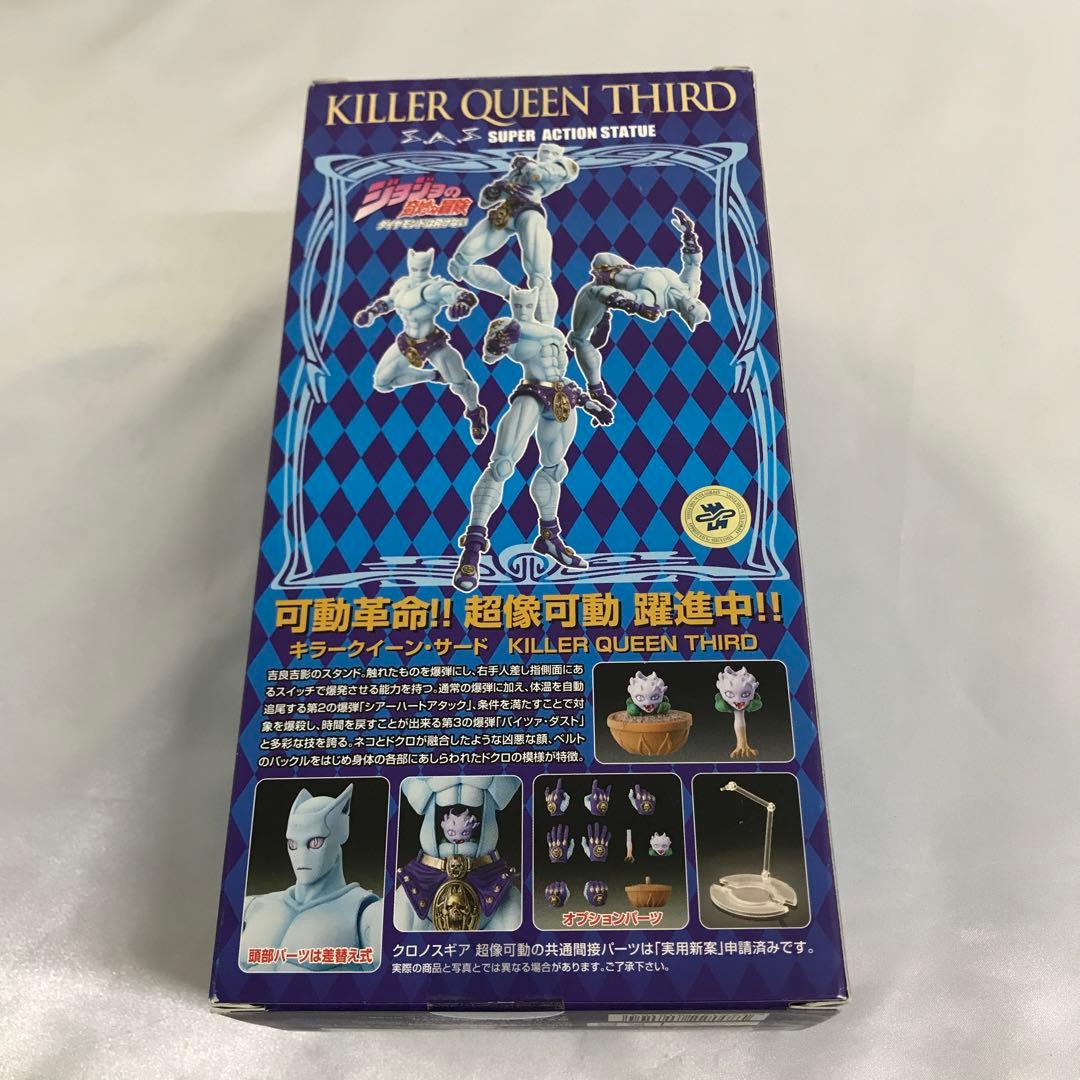 KILLER QUEEN THIRD
S.A.S SUPER ACTION STATUE
ジョジョの
奇妙な冒険
ダイヤモンドは砕けない
可動革命!! 超像可動 躍進中!!
キラークイーン・サード KILLER QUEEN THIRD
吉良吉影のスタンド。触れたものを爆弾にし、右手人差し指側面にあ
るスイッチで爆発させる能力を持つ。通常の爆弾に加え、体温を自動
追尾する第2の爆弾「シアーハートアタック」、条件を満たすことで対
象を爆殺し、時間を戻すことが出来る第3の爆弾「バイツァ・ダスト」
と多彩な技を誇る。ネコとドクロが融合したような凶悪な顔、ベルト
のバックルをはじめ身体の各部にあしらわれたドクロの模様が特徴。
頭部パーツは差替え式
オプションパーツ
クロノスギア 超像可動の共通間接パーツは「実用新案」申請済みです。
実際の商品と写真とでは異なる場合があります。ご了承下さい。